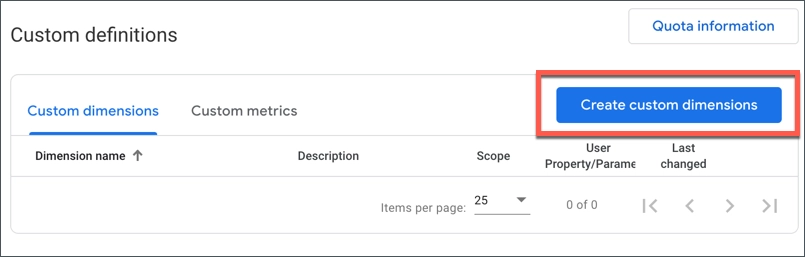 Custom definitions
Quota information
Custom dimensions
Custom metrics
Create custom dimensions
Dimension name
Description
Scope
User
Property/Parame
Last
changed
Items per page:
25
0 of 0